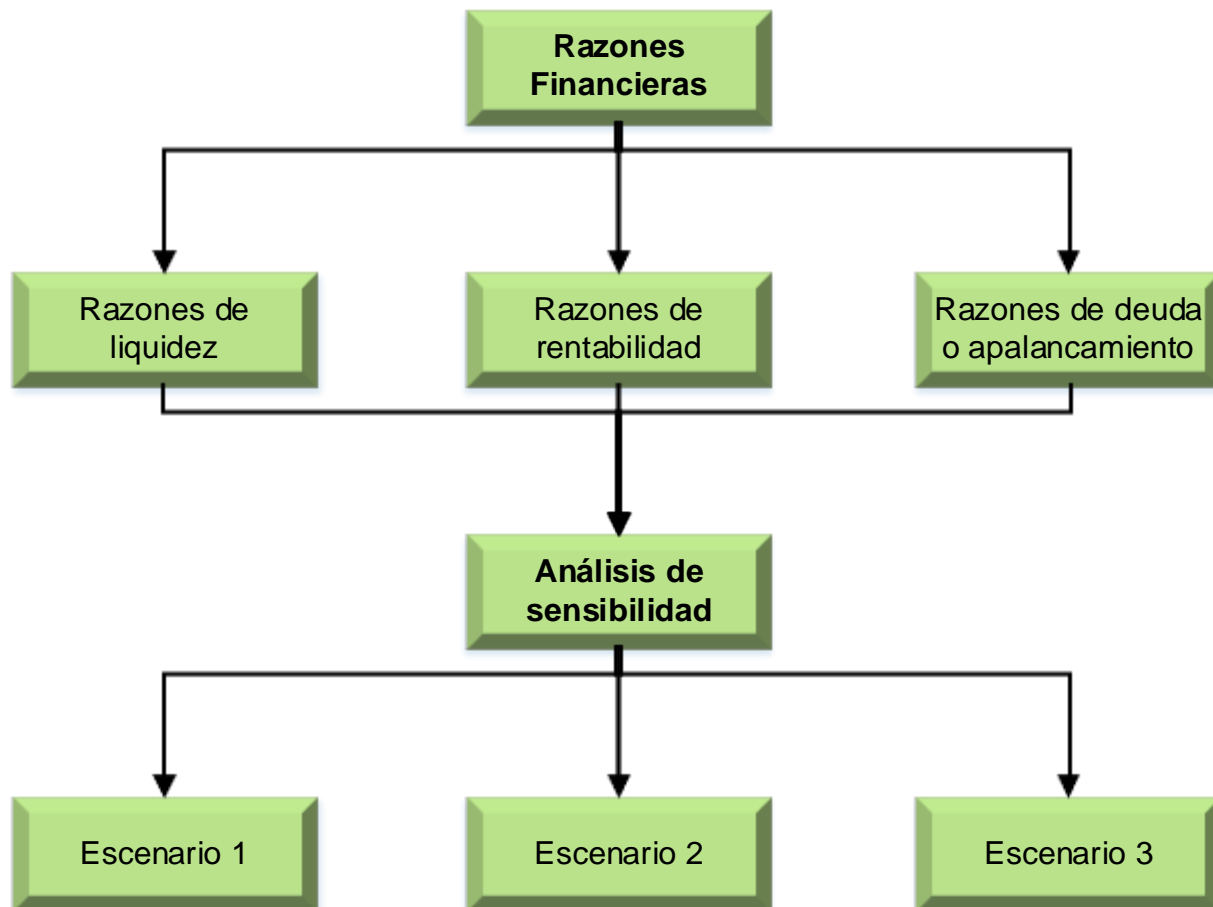 Razones
Financieras
Razones de
liquidez
Razones de
rentabilidad
Razones de deuda
o apalancamiento
Análisis de
sensibilidad
Escenario 1
Escenario 2
Escenario 3